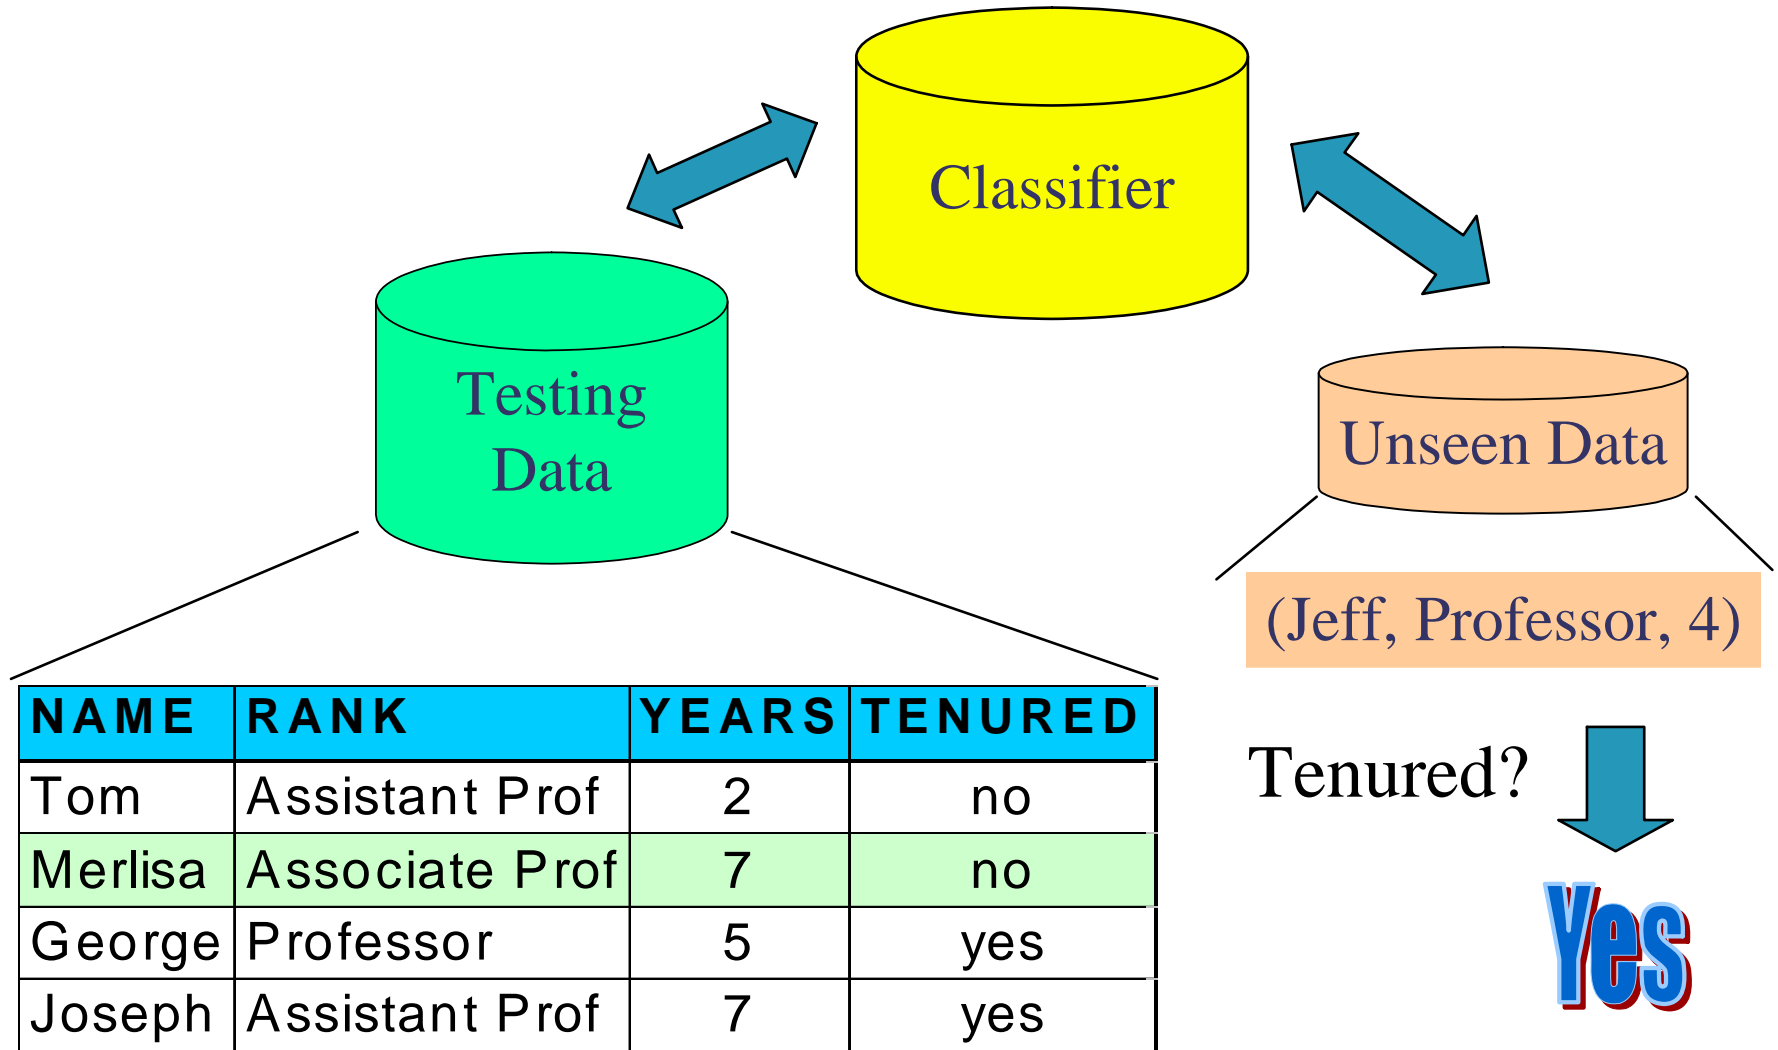 Classifier
Testing
Data
Unseen Data
(Jeff, Professor, 4)
NAME RANK YEARS TENURED
Tom Assistant Prof 2 no
Merlisa Associate Prof 7 no
George Professor 5 yes
Joseph Assistant Prof 7 yes
Tenured?
Yes